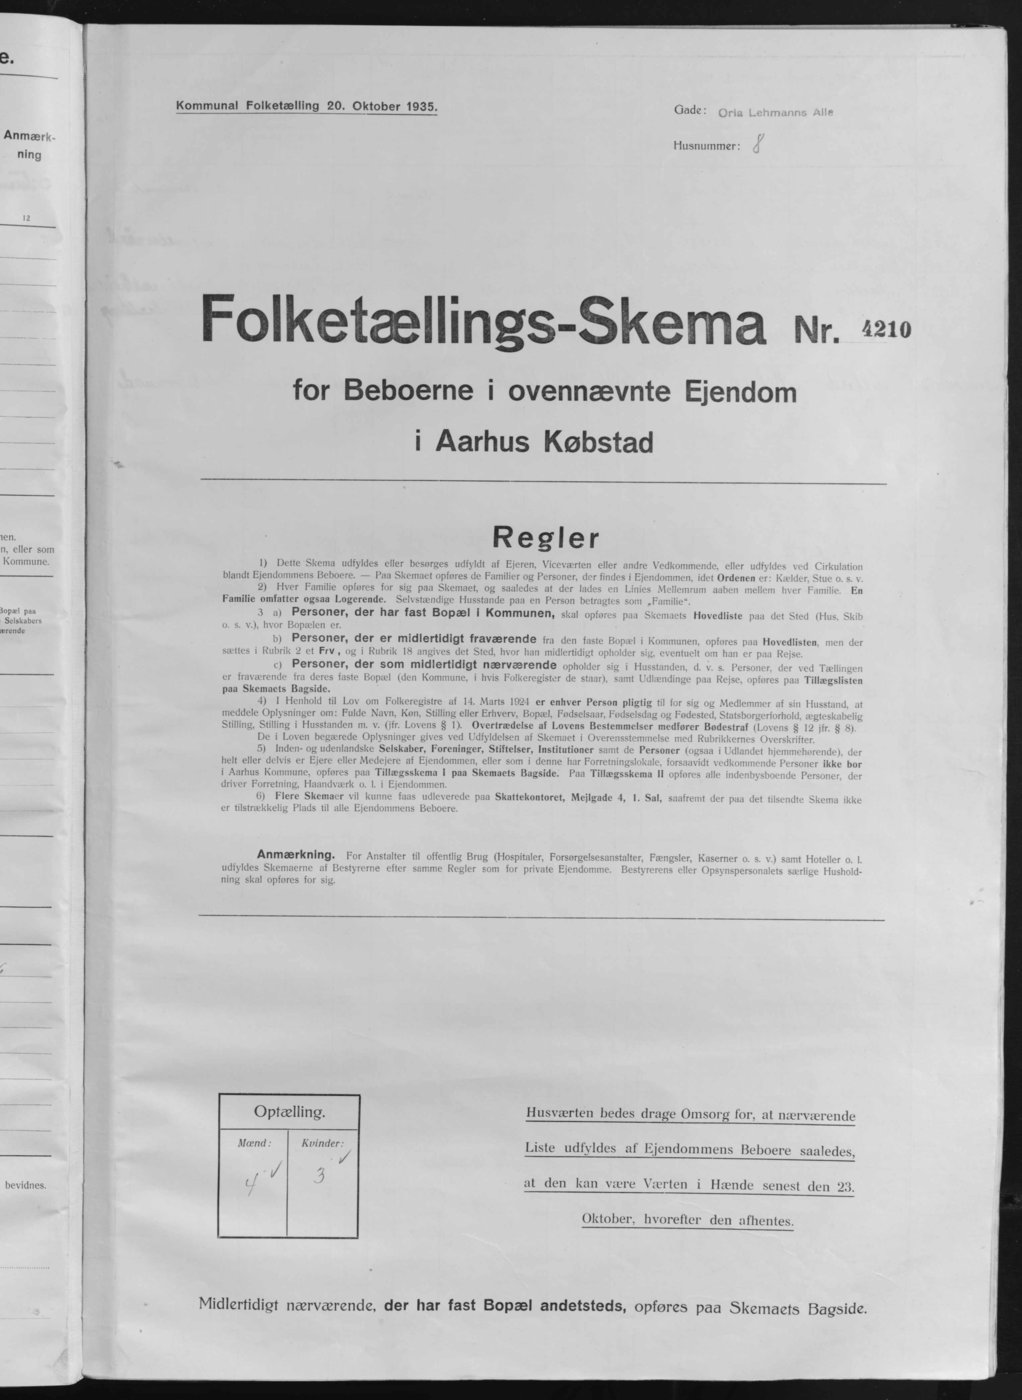 e.
Anmærk-
ning
12
n, eller som
Kommune.
Bopæl paa
Selskabers
ærende
bevidnes.
Kommunal Folketælling 20. Oktober 1935.
Gade: Orla Lehmanns Alle
Husnummer: 8
Folketællings-Skema Nr. 4210
for Beboerne i ovennævnte Ejendom
i Aarhus Købstad
Regler
1) Dette Skema udfyldes eller besørges udfyldt af Ejeren, Viceværten eller andre Vedkommende, eller udfyldes ved Cirkulation
blandt Ejendommens Beboere. — Paa Skemaet opføres de Familier og Personer, der findes i Ejendommen, idet Ordenen er: Kælder, Stue o. s. v.
2) Hver Familie opføres for sig paa Skemaet, og saaledes at der lades en Linies Mellemrum aaben mellem hver Familie. En
Familie omfatter ogsaa Logerende. Selvstændige Husstande paa en Person betragtes som „Familie“.
3 a) Personer, der har fast Bopæl i Kommunen, skal opføres paa Skemaets Hovedliste paa det Sted (Hus, Skib
o. s. v.), hvor Bopælen er.
b) Personer, der er midlertidigt fraværende fra den faste Bopæl i Kommunen, opføres paa Hovedlisten, men der
sættes i Rubrik 2 et Frv., og i Rubrik 18 angives det Sted, hvor han midlertidigt opholder sig, eventuelt om han er paa Rejse.
c) Personer, der som midlertidigt nærværende opholder sig i Husstanden, d. v. s. Personer, der ved Tællingen
er fraværende fra deres faste Bopæl (den Kommune, i hvis Folkeregister de staar), samt Udlændinge paa Rejse, opføres paa Tillægslisten
paa Skemaets Bagside.
4) I Henhold til Lov om Folkeregistre af 14. Marts 1924 er enhver Person pligtig til for sig og Medlemmer af sin Husstand, at
meddele Oplysninger om: Fulde Navn, Køn, Stilling eller Erhverv, Bopæl, Fødselsaar, Fødselsdag og Fødested, Statsborgerforhold, ægteskabelig
Stilling, Stilling i Husstanden m. v. (jfr. Lovens § 1). Overtrædelse af Lovens Bestemmelser medfører Bødestraf (Lovens § 12 jfr. § 8).
De i Loven begærede Oplysninger gives ved Udfyldelsen af Skemaet i Overensstemmelse med Rubrikkernes Overskrifter.
5) Inden- og udenlandske Selskaber, Foreninger, Stiftelser, Institutioner samt de Personer (ogsaa i Udlandet hjemmehørende), der
helt eller delvis er Ejere eller Medejere af Ejendommen, eller som i denne har Forretningslokale, forsaavidt vedkommende Personer ikke bor
i Aarhus Kommune, opføres paa Tillægsskema I paa Skemaets Bagside. Paa Tillægsskema II opføres alle indenbysboende Personer, der
driver Forretning, Haandværk o. l. i Ejendommen.
6) Flere Skemaer vil kunne faas udleverede paa Skattekontoret, Mejlgade 4, 1. Sal, saafremt der paa det tilsendte Skema ikke
er tilstrækkelig Plads til alle Ejendommens Beboere.
Anmærkning. For Anstalter til offentlig Brug (Hospitaler, Forsørgelsesanstalter, Fængsler, Kaserner o. s. v.) samt Hoteller o. l.
udfyldes Skemaerne af Bestyrerne efter samme Regler som for private Ejendomme. Bestyrerens eller Opsynspersonalets særlige Hushold-
ning skal opføres for sig.
Optælling.
Mænd: Kvinder:
4 3
Husværten bedes drage Omsorg for, at nærværende
Liste udfyldes af Ejendommens Beboere saaledes,
at den kan være Værten i Hænde senest den 23.
Oktober, hvorefter den afhentes.
Midlertidigt nærværende, der har fast Bopæl andetsteds, opføres paa Skemaets Bagside.